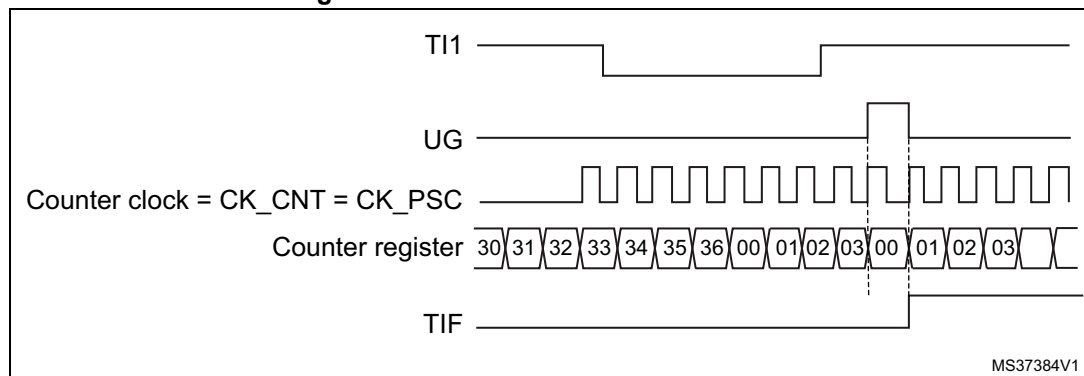 TI1
UG
Counter clock = CK_CNT = CK_PSC
Counter register 30 31 32 33 34 35 36 00 01 02 03 00 01 02 03
TIF
MS37384V1